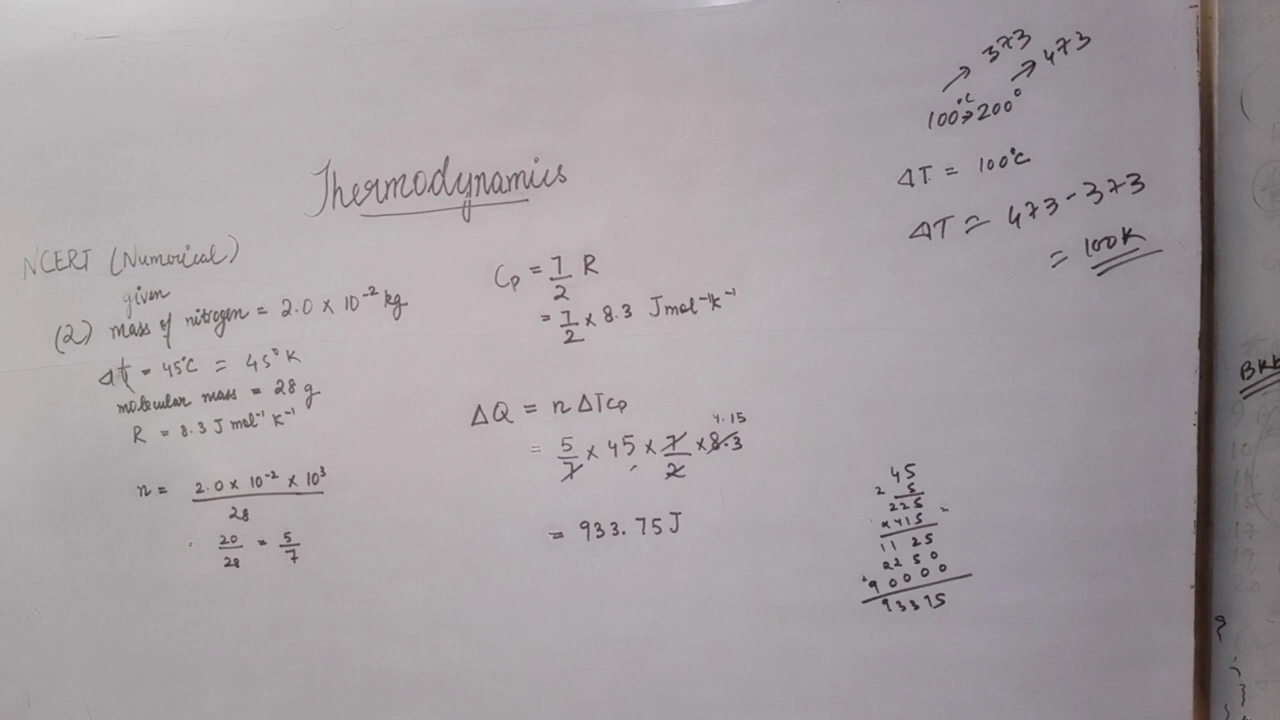 Thermodynamics
NCERT (Numerical)
given
(2) mass of nitrogen = 2.0 × 10⁻² kg
Δt = 45°C = 45°K
molecular mass = 28 g
R = 8.3 J mol⁻¹ K⁻¹
n = 2.0 × 10⁻² × 10³ / 28
20/28 = 5/7
Cp = 7/2 R
= 7/2 × 8.3 J mol⁻¹ K⁻¹
ΔQ = n ΔT Cp
4.15
= 5/7 × 45 × 7/2 × 8.3
= 933.75 J
373
473
100°C → 200°
ΔT = 100°C
ΔT = 473 - 373
= 100K
45
2 5
225
× 415
1125
2250
90000
93375